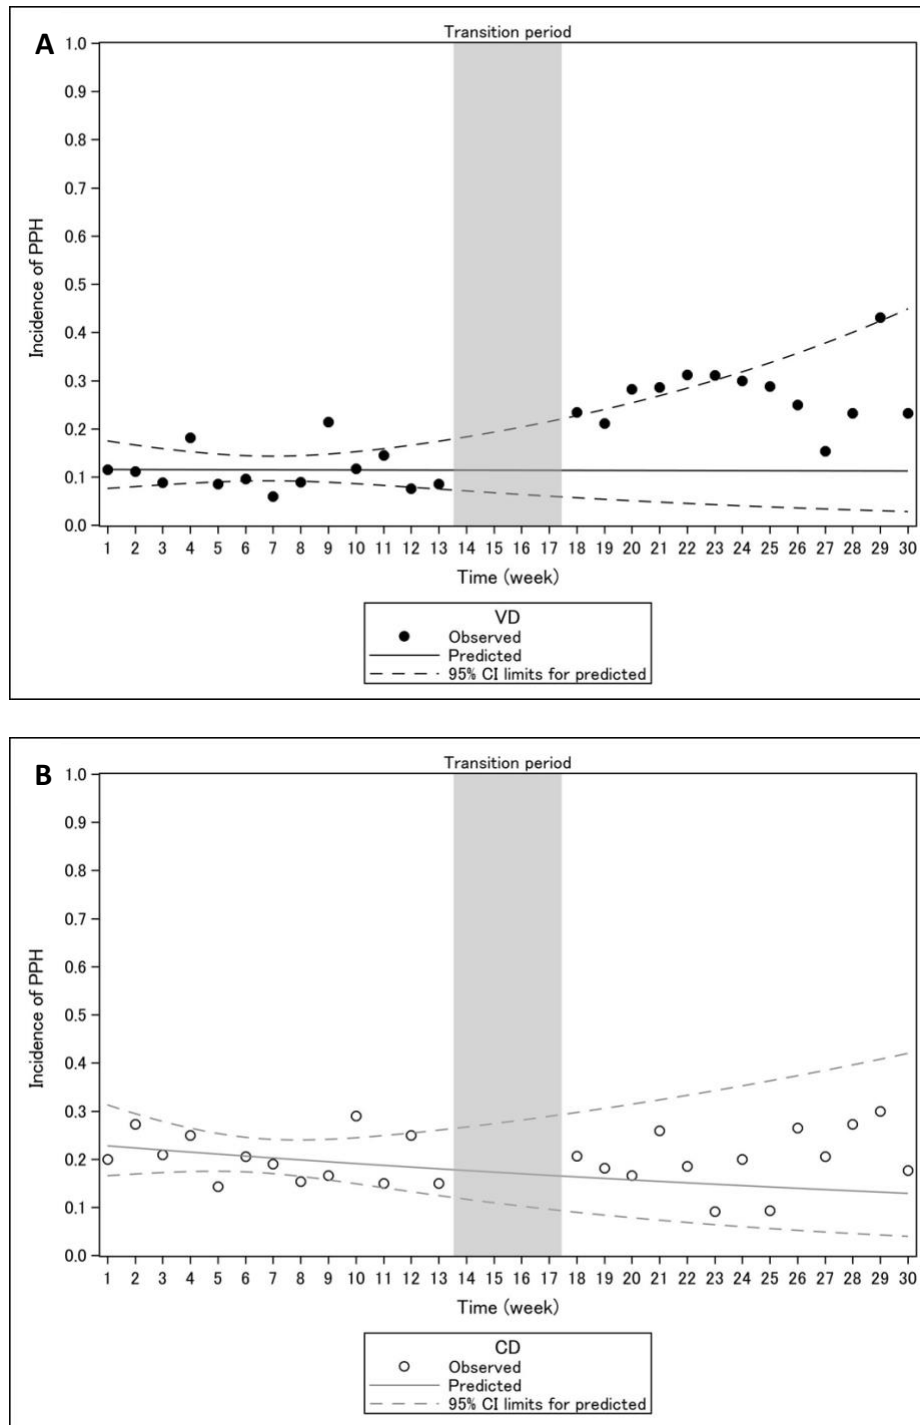 A
Transition period
1.0
0.9
0.8
0.7
0.6
0.5
0.4
0.3
0.2
0.1
0.0
Incidence of PPH
1 2 3 4 5 6 7 8 9 10 11 12 13 14 15 16 17 18 19 20 21 22 23 24 25 26 27 28 29 30
Time (week)
VD
Observed
Predicted
95% CI limits for predicted
B
Transition period
1.0
0.9
0.8
0.7
0.6
0.5
0.4
0.3
0.2
0.1
0.0
Incidence of PPH
1 2 3 4 5 6 7 8 9 10 11 12 13 14 15 16 17 18 19 20 21 22 23 24 25 26 27 28 29 30
Time (week)
CD
Observed
Predicted
95% CI limits for predicted